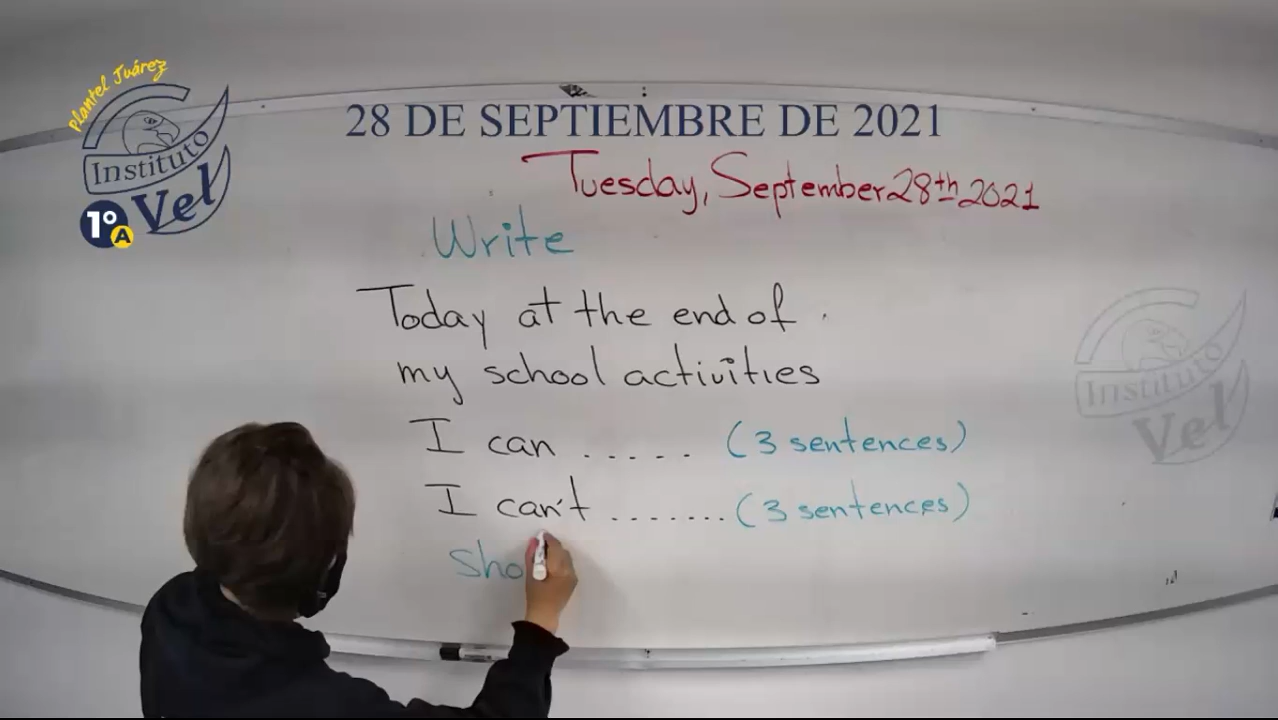 Plantel Juárez
Instituto
Vel
1º
A
28 DE SEPTIEMBRE DE 2021
Tuesday, September 28th 2021
Write
Today at the end of
my school activities
I can ..... (3 sentences)
I can't ....... (3 sentences)
Sho
Instituto
Vel